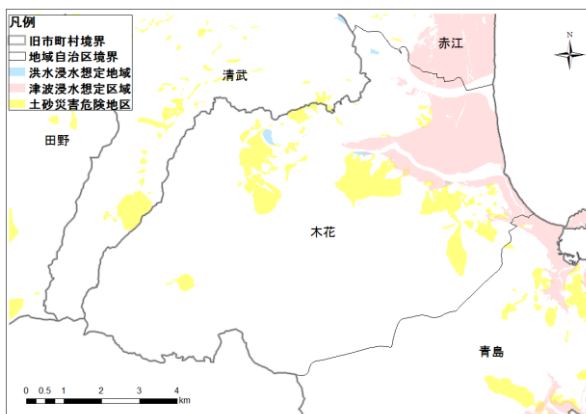 凡例
旧市町村境界
地域自治区境界
洪水浸水想定地域
津波浸水想定区域
土砂災害危険地区
赤江
N
清武
田野
木花
青島
0 0.5 1 2 3 4
km